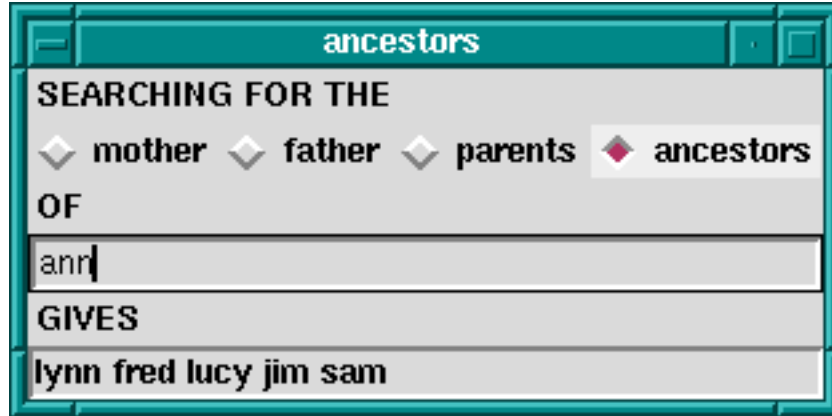 ancestors
SEARCHING FOR THE
mother father parents ancestors
OF
ann
GIVES
lynn fred lucy jim sam